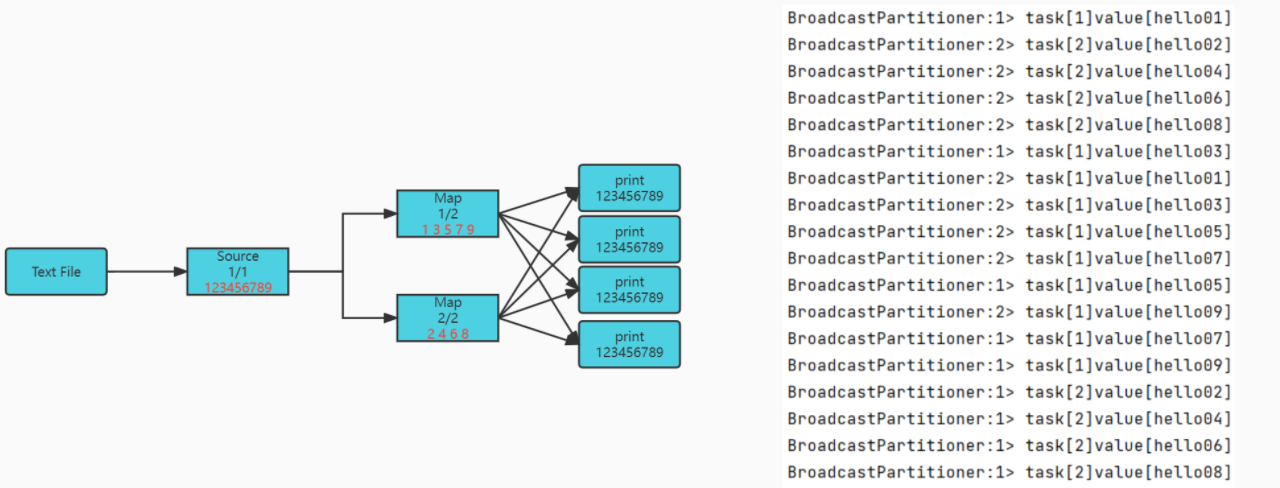 Text File
Source
1/1
123456789
Map
1/2
1 3 5 7 9
Map
2/2
2 4 6 8
print
123456789
print
123456789
print
123456789
print
123456789
BroadcastPartitioner:1> task[1]value[hello01]
BroadcastPartitioner:2> task[2]value[hello02]
BroadcastPartitioner:2> task[2]value[hello04]
BroadcastPartitioner:2> task[2]value[hello06]
BroadcastPartitioner:2> task[2]value[hello08]
BroadcastPartitioner:1> task[1]value[hello03]
BroadcastPartitioner:2> task[1]value[hello01]
BroadcastPartitioner:2> task[1]value[hello03]
BroadcastPartitioner:2> task[1]value[hello05]
BroadcastPartitioner:2> task[1]value[hello07]
BroadcastPartitioner:1> task[1]value[hello05]
BroadcastPartitioner:2> task[1]value[hello09]
BroadcastPartitioner:1> task[1]value[hello07]
BroadcastPartitioner:1> task[1]value[hello09]
BroadcastPartitioner:1> task[2]value[hello02]
BroadcastPartitioner:1> task[2]value[hello04]
BroadcastPartitioner:1> task[2]value[hello06]
BroadcastPartitioner:1> task[2]value[hello08]